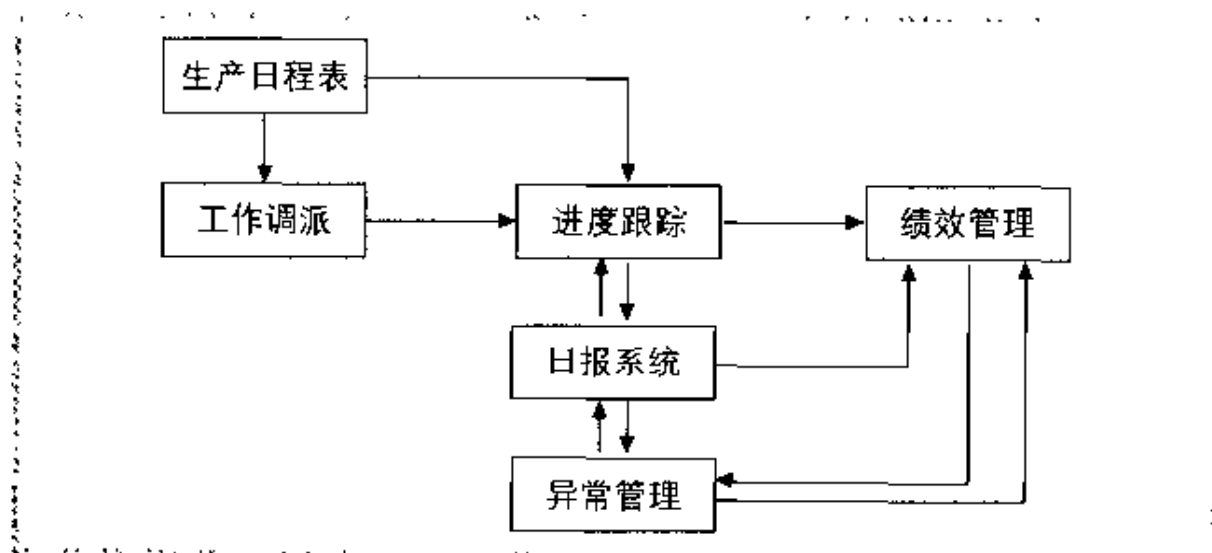 生产日程表
工作调派
进度跟踪
绩效管理
日报系统
异常管理